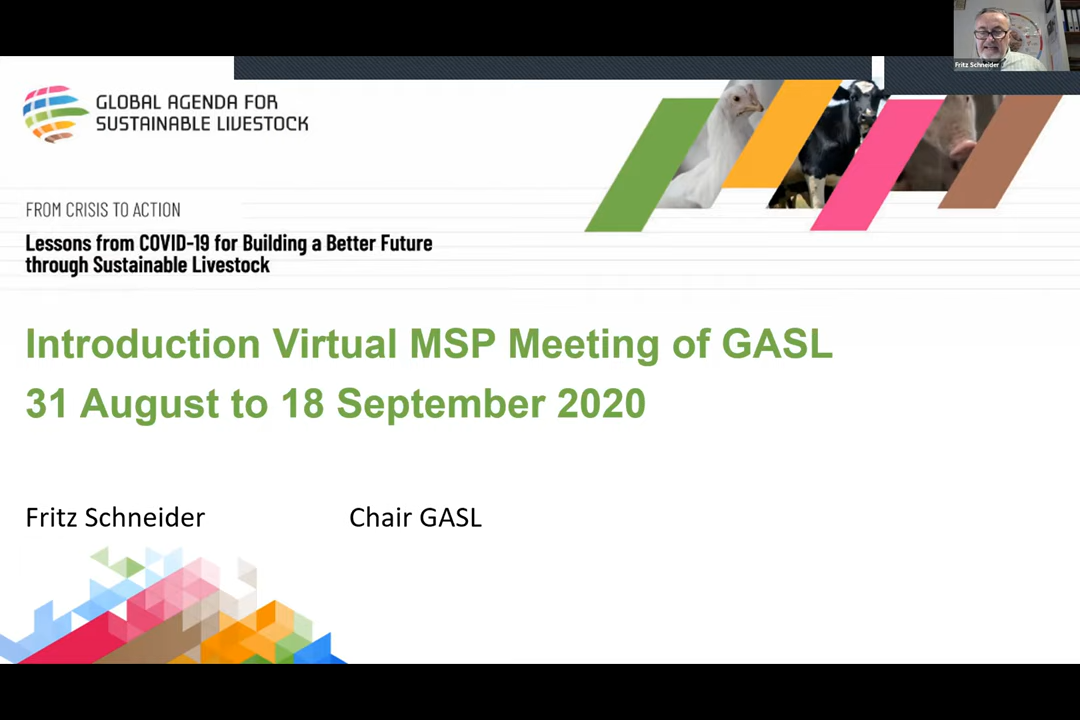 Fritz Schneider
GLOBAL AGENDA FOR
SUSTAINABLE LIVESTOCK
FROM CRISIS TO ACTION
Lessons from COVID-19 for Building a Better Future
through Sustainable Livestock
Introduction Virtual MSP Meeting of GASL
31 August to 18 September 2020
Fritz Schneider Chair GASL